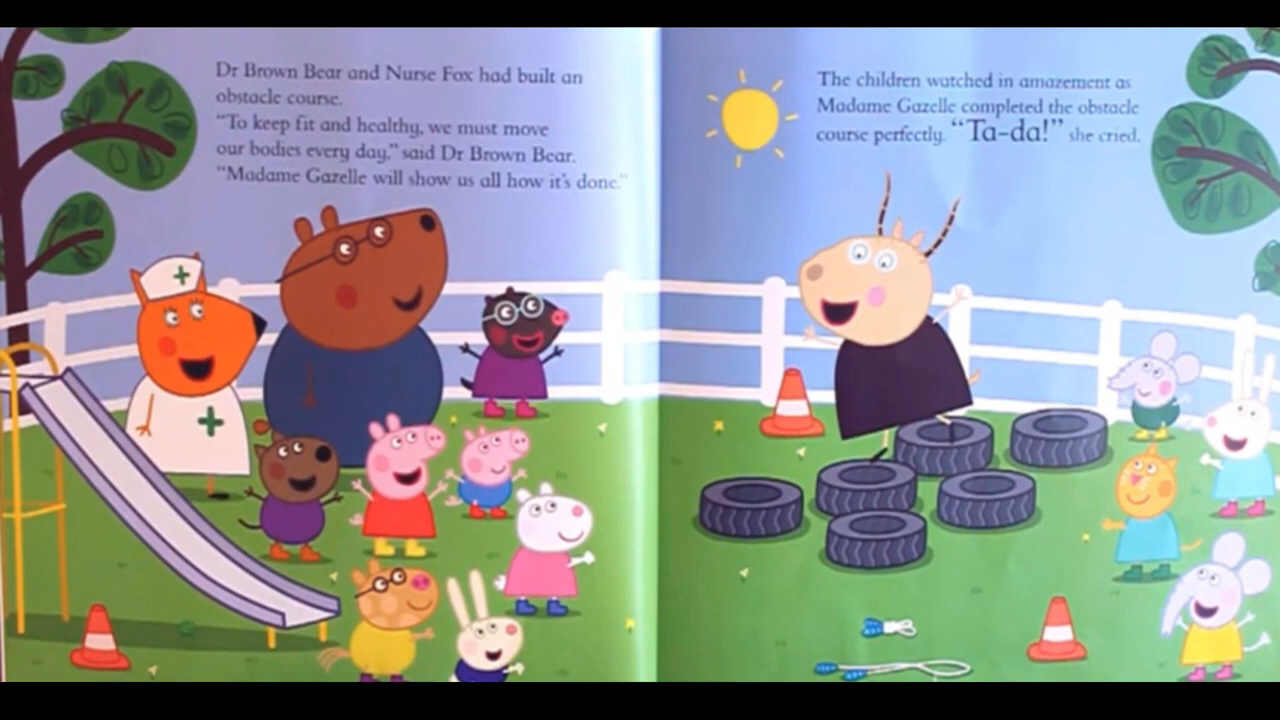 Dr Brown Bear and Nurse Fox had built an
obstacle course.
“To keep fit and healthy, we must move
our bodies every day,” said Dr Brown Bear.
“Madame Gazelle will show us all how it’s done.”
The children watched in amazement as
Madame Gazelle completed the obstacle
course perfectly. “Ta-da!” she cried.